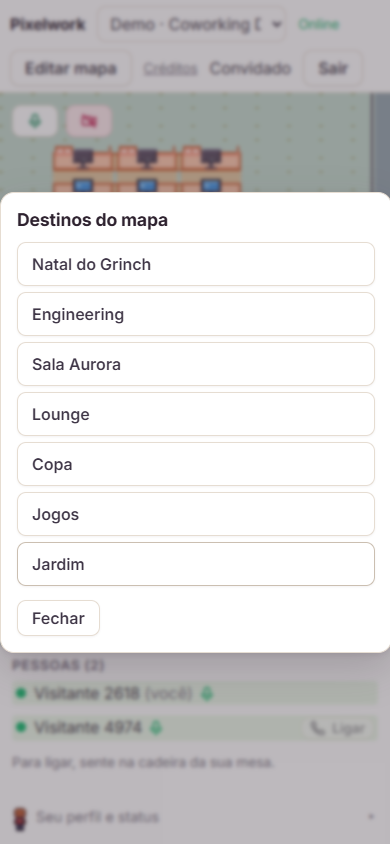 Pixelwork Demo · Coworking D Online
Editar mapa Créditos Convidado Sair
Destinos do mapa
Natal do Grinch
Engineering
Sala Aurora
Lounge
Copa
Jogos
Jardim
Fechar
PESSOAS (2)
Visitante 2618 (você)
Visitante 4974 Ligar
Para ligar, sente na cadeira da sua mesa.
Seu perfil e status